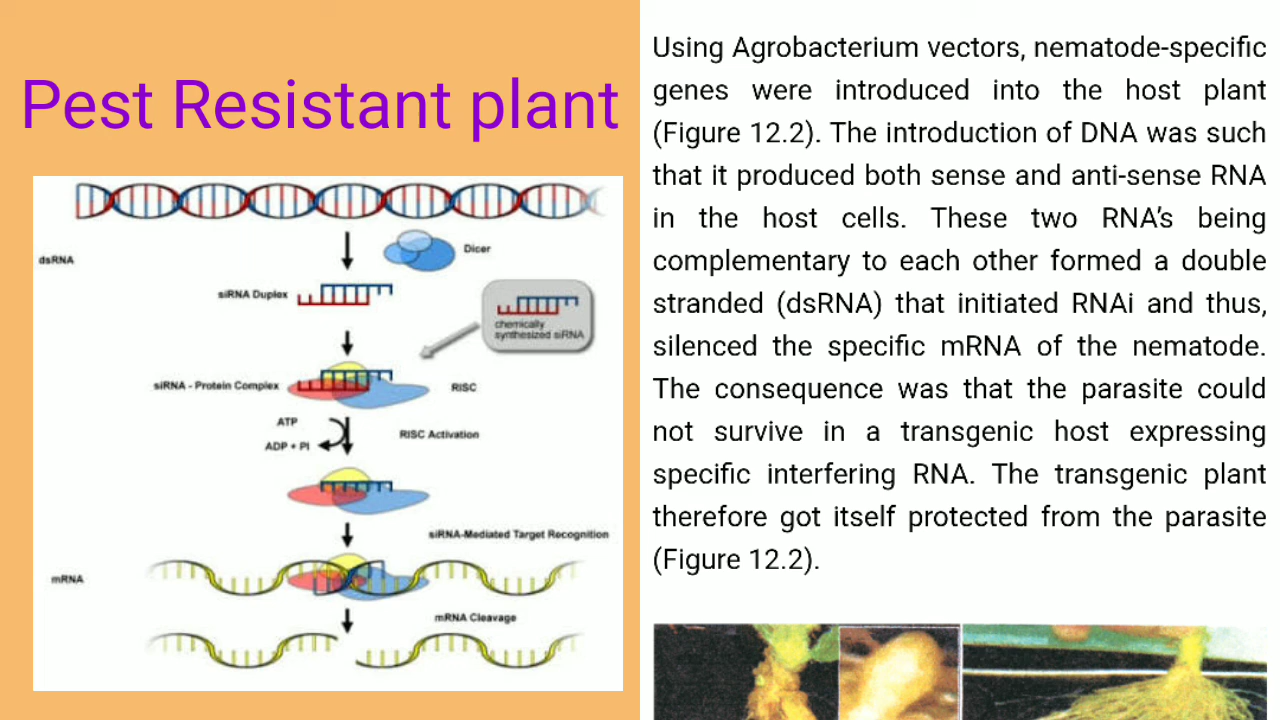 Pest Resistant plant
dsRNA
Dicer
siRNA Duplex
chemically
synthesized siRNA
siRNA - Protein Complex
RISC
ATP
ADP + PI
RISC Activation
siRNA-Mediated Target Recognition
mRNA
mRNA Cleavage
Using Agrobacterium vectors, nematode-specific
genes were introduced into the host plant
(Figure 12.2). The introduction of DNA was such
that it produced both sense and anti-sense RNA
in the host cells. These two RNA’s being
complementary to each other formed a double
stranded (dsRNA) that initiated RNAi and thus,
silenced the specific mRNA of the nematode.
The consequence was that the parasite could
not survive in a transgenic host expressing
specific interfering RNA. The transgenic plant
therefore got itself protected from the parasite
(Figure 12.2).